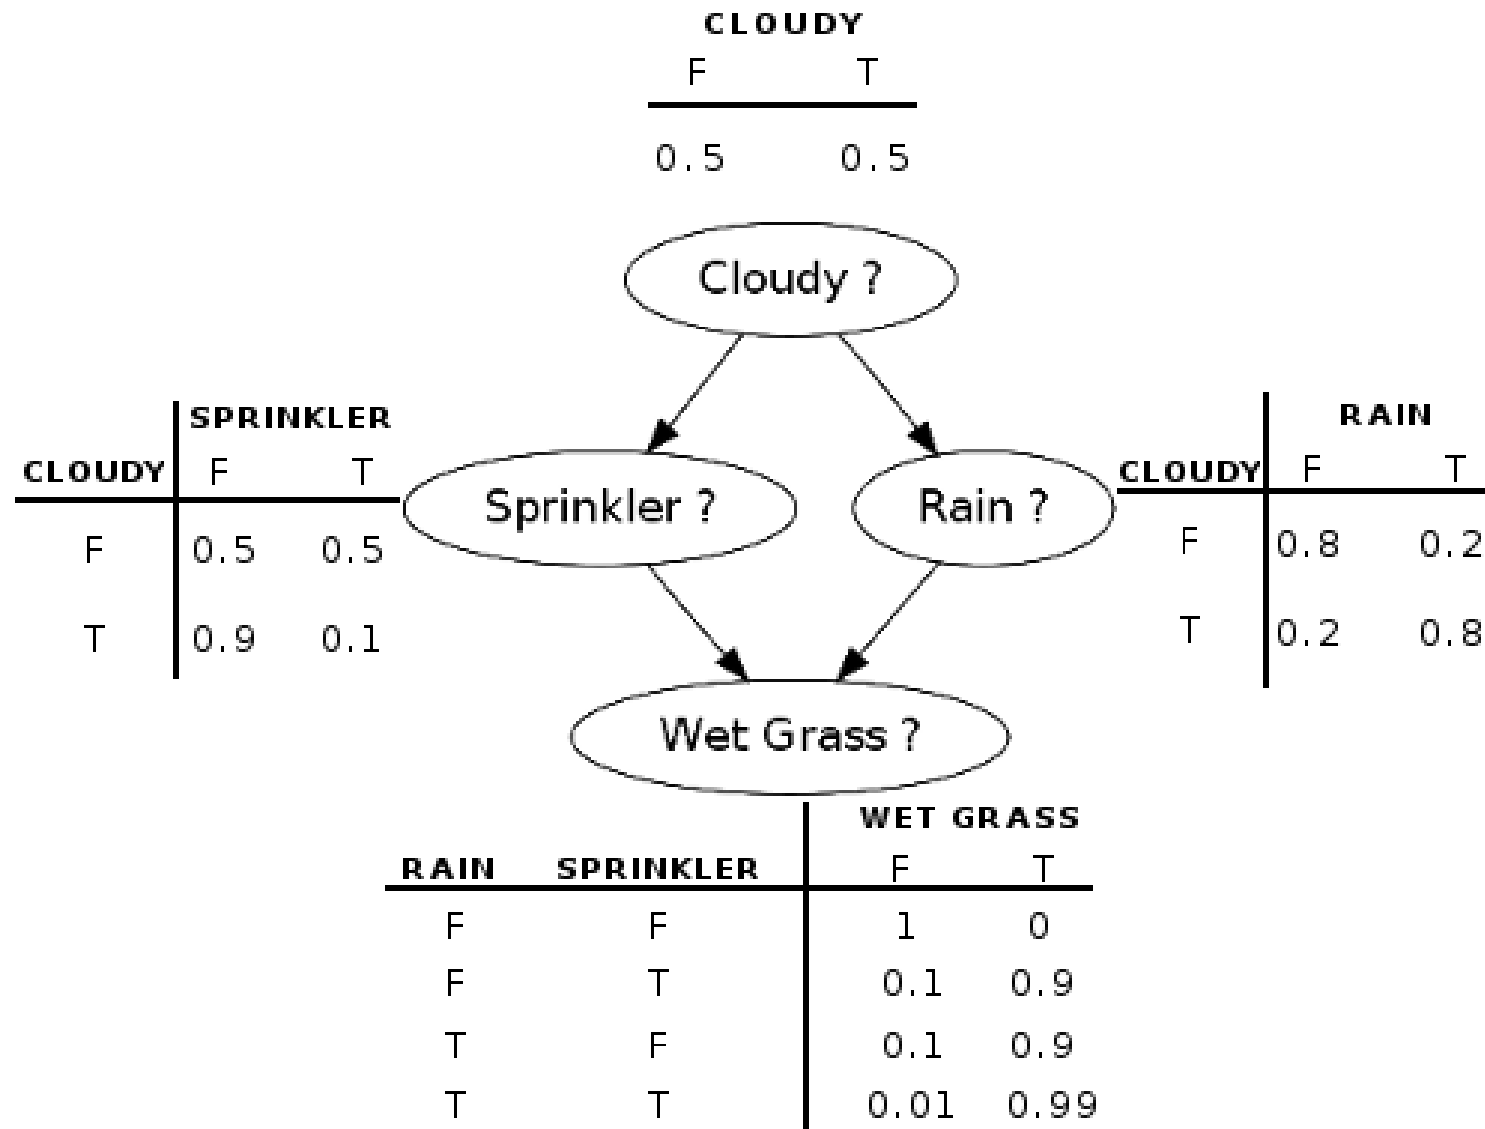 CLOUDY
F T
0.5 0.5
Cloudy ?
SPRINKLER
CLOUDY F T
F 0.5 0.5
T 0.9 0.1
Sprinkler ?
Rain ?
RAIN
CLOUDY F T
F 0.8 0.2
T 0.2 0.8
Wet Grass ?
WET GRASS
RAIN SPRINKLER F T
F F 1 0
F T 0.1 0.9
T F 0.1 0.9
T T 0.01 0.99